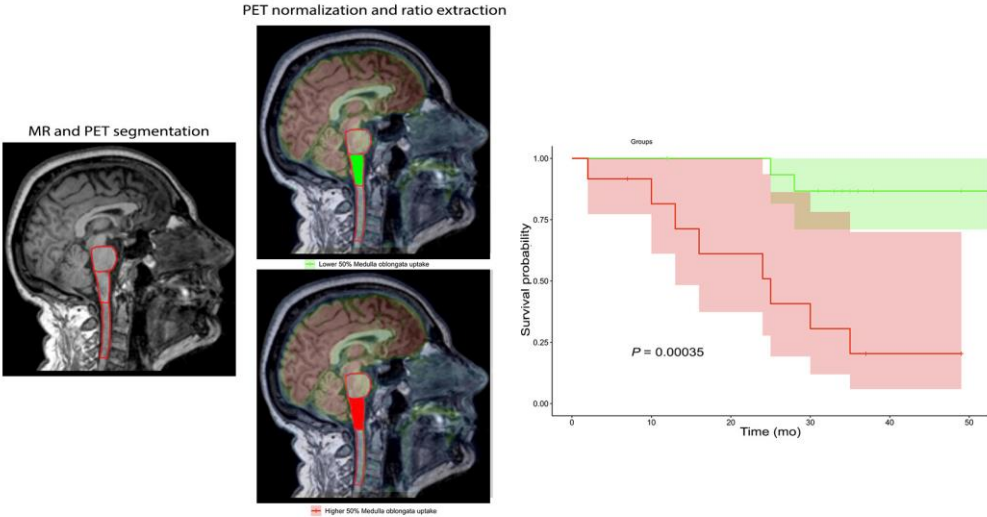 PET normalization and ratio extraction
MR and PET segmentation
Lower 50% Medulla oblongata uptake
Higher 50% Medulla oblongata uptake
Groups
Survival probability
1.00
0.75
0.50
0.25
0.00
P = 0.00035
0 10 20 30 40 50
Time (mo)